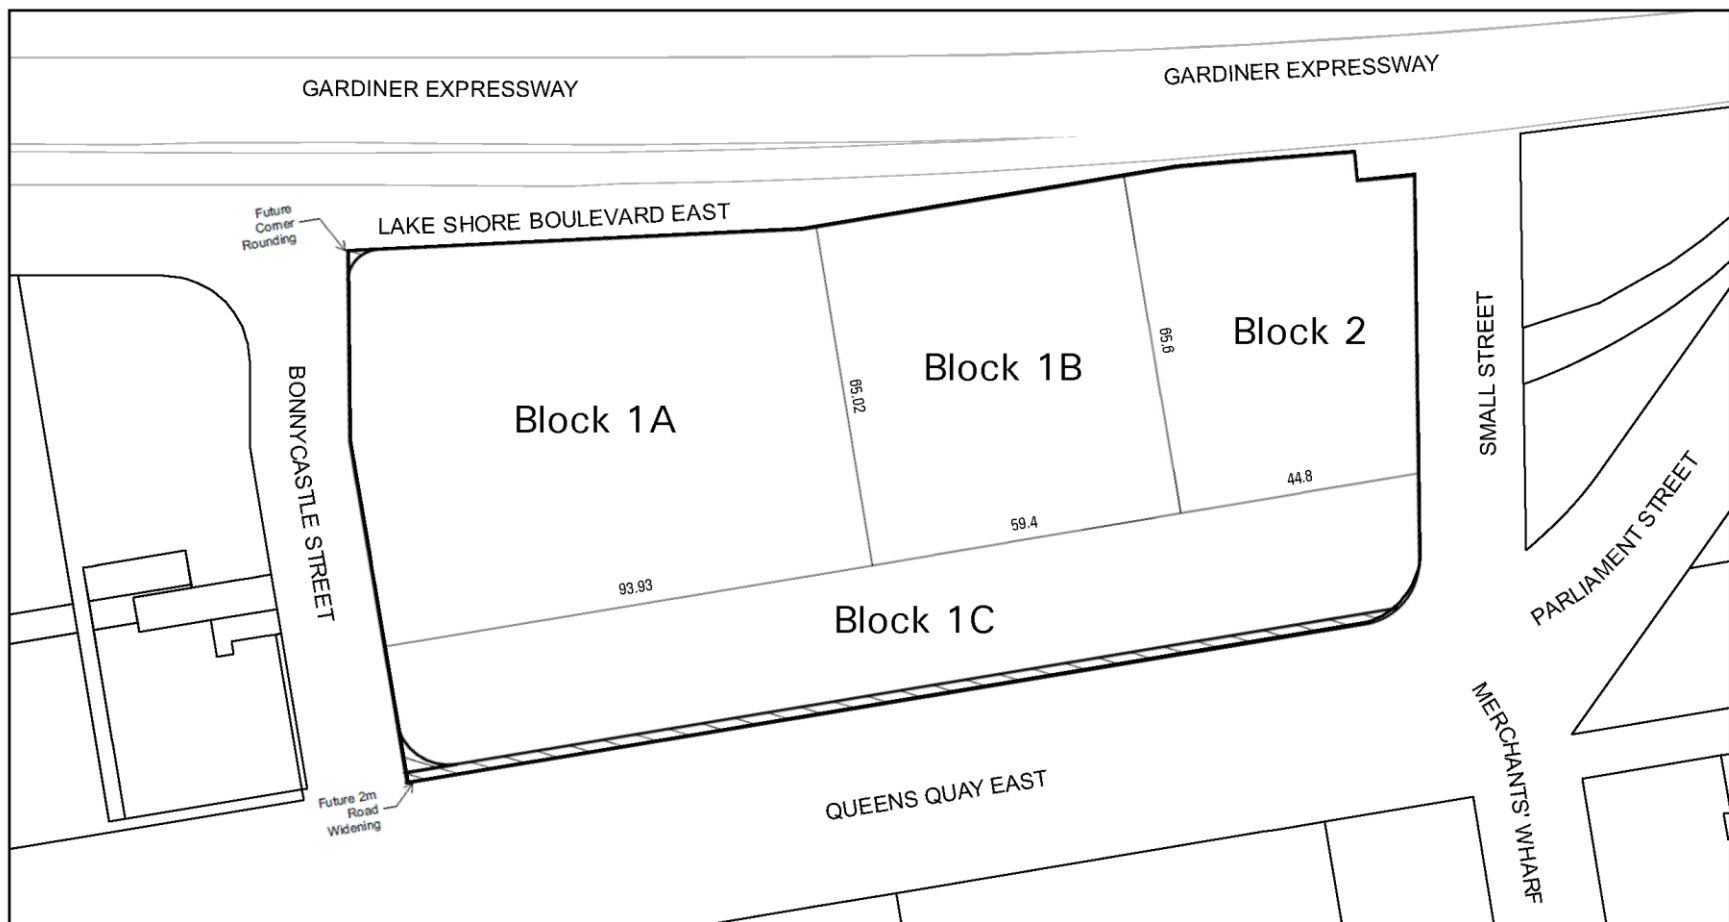 GARDINER EXPRESSWAY
GARDINER EXPRESSWAY
Future
Corner
Rounding
LAKE SHORE BOULEVARD EAST
BONNYCASTLE STREET
Block 1A
65.02
Block 1B
65.6
Block 2
SMALL STREET
93.93
59.4
44.8
Block 1C
PARLIAMENT STREET
MERCHANTS' WHARF
Future 2m
Road
Widening
QUEENS QUAY EAST